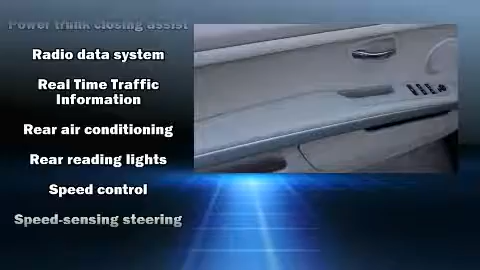 Power trunk closing assist
Radio data system
Real Time Traffic
Information
Rear air conditioning
Rear reading lights
Speed control
Speed-sensing steering